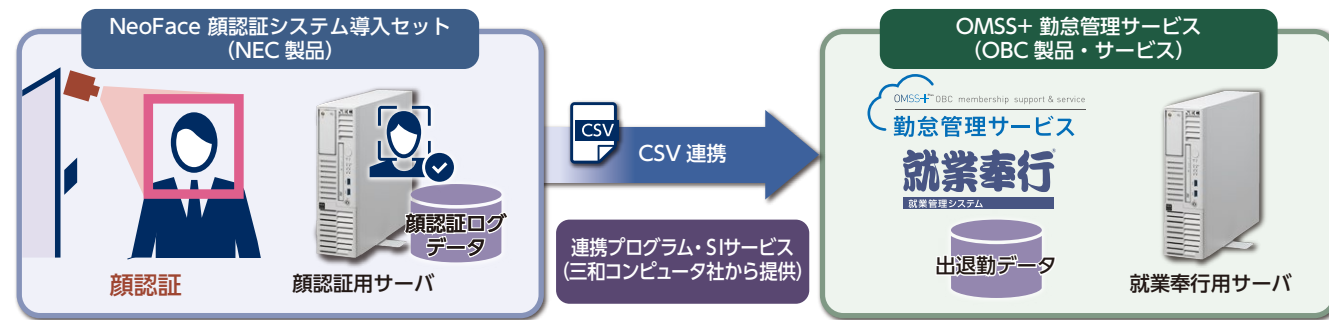 NeoFace 顔認証システム導入セット
(NEC 製品)
顔認証
顔認証用サーバ
顔認証ログ
データ
CSV
CSV 連携
連携プログラム・SIサービス
(三和コンピュータ社から提供)
OMSS+ 勤怠管理サービス
(OBC 製品・サービス)
OMSS+ OBC membership support & service
勤怠管理サービス
就業奉行
就業管理システム
出退勤データ
就業奉行用サーバ